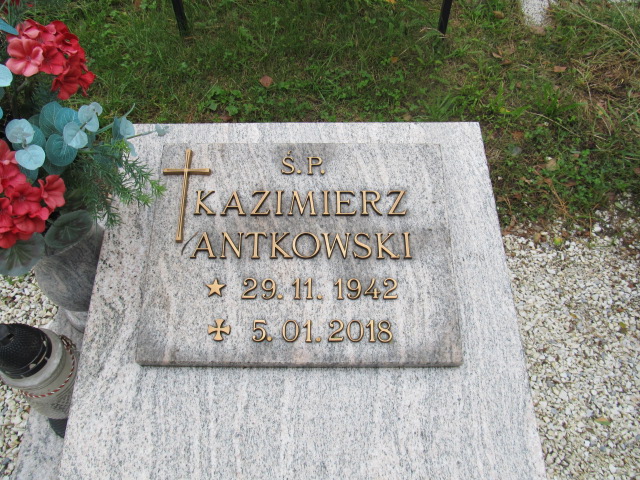 Ś.P.
KAZIMIERZ
ANTKOWSKI
29.11.1942
5.01.2018